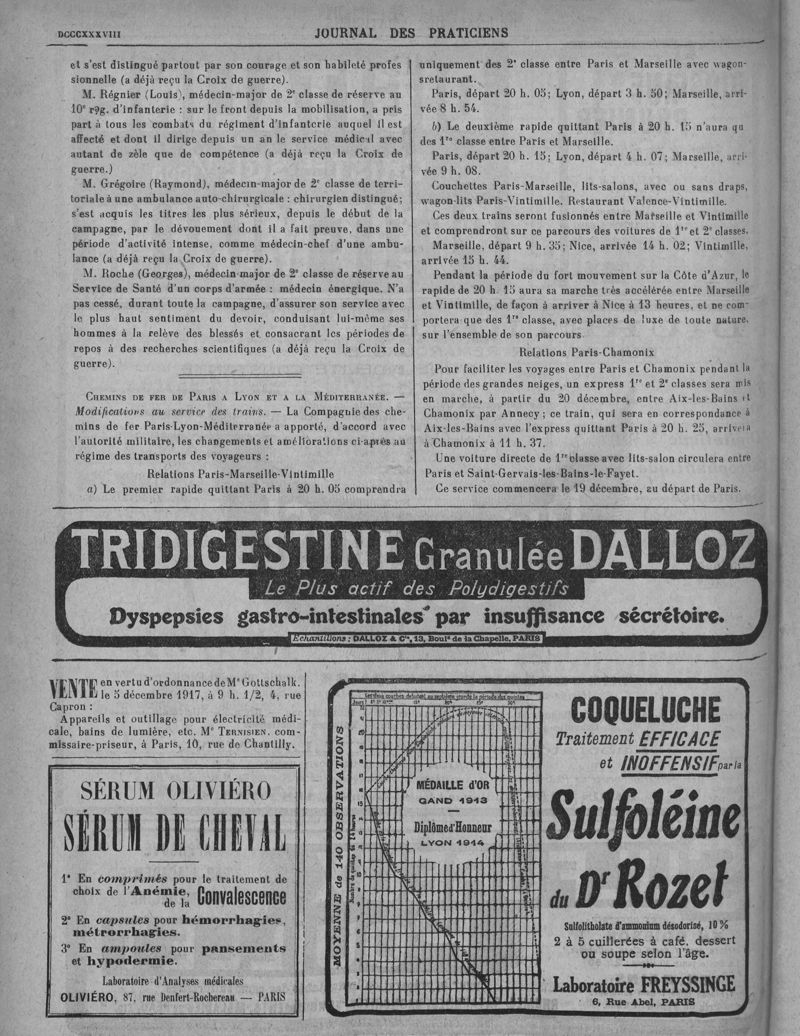 DCCCXXXVIII
JOURNAL DES PRATICIENS
et s'est distingué partout par son courage et son habileté profes
sionnelle (a déjà reçu la Croix de guerre).
M. Régnier (Louis), médecin-major de 2e classe de réserve au
10e rǝg. d'infanterie : sur le front depuis la mobilisation, a pris
part à tous les combats du régiment d'infanterie auquel il est
affecté et dont il dirige depuis un an le service médical avec
autant de zèle que de compétence (a déjà reçu la Croix de
guerre.)
M. Grégoire (Raymond), médecin-major de 2e classe de terri-
toriale à une ambulance auto-chirurgicale : chirurgien distingué;
s'est acquis les titres les plus sérieux, depuis le début de la
campagne, par le dévouement dont il a fait preuve, dans une
période d'activité intense, comme médecin-chef d'une ambu-
lance (a déjà reçu la Croix de guerre).
M. Roche (Georges), médecin-major de 2e classe de réserve au
Service de Santé d'un corps d'armée : médecin énergique. N'a
pas cessé, durant toute la campagne, d'assurer son service avec
le plus haut sentiment du devoir, conduisant lui-même ses
hommes à la relève des blessés et consacrant les périodes de
repos à des recherches scientifiques (a déjà reçu la Croix de
guerre).
CHEMINS DE FER DE PARIS A LYON ET A LA MÉDITERRANÉE. —
Modifications au service des trains. — La Compagnie des che-
mins de fer Paris-Lyon-Méditerranée a apporté, d'accord avec
l'autorité militaire, les changements et améliorations ci-après au
régime des transports des voyageurs :
Relations Paris-Marseille-Vintimille
a) Le premier rapide quittant Paris à 20 h. 05 comprendra
uniquement des 2e classe entre Paris et Marseille avec wagon-
sretaurant.
Paris, départ 20 h. 05; Lyon, départ 3 h. 50; Marseille, arri-
vée 8 h. 54.
b) Le deuxième rapide quittant Paris à 20 h. 15 n'aura qu
des 1re classe entre Paris et Marseille.
Paris, départ 20 h. 15; Lyon, départ 4 h. 07; Marseille, arri-
vée 9 h. 08.
Couchettes Paris-Marseille, lits-salons, avec ou sans draps,
wagon-lits Paris-Vintimille. Restaurant Valence-Vintimille.
Ces deux trains seront fusionnés entre Marseille et Vintimille
et comprendront sur ce parcours des voitures de 1re et 2e classes.
Marseille, départ 9 h. 35; Nice, arrivée 14 h. 02; Vintimille,
arrivée 15 h. 44.
Pendant la période du fort mouvement sur la Côte d'Azur, le
rapide de 20 h. 15 aura sa marche très accélérée entre Marseille
et Vintimille, de façon à arriver à Nice à 13 heures, et ne com-
portera que des 1re classe, avec places de luxe de toute nature,
sur l'ensemble de son parcours
Relations Paris-Chamonix
Pour faciliter les voyages entre Paris et Chamonix pendant la
période des grandes neiges, un express 1re et 2e classes sera mis
en marche, à partir du 20 décembre, entre Aix-les-Bains et
Chamonix par Annecy; ce train, qui sera en correspondance à
Aix-les-Bains avec l'express quittant Paris à 20 h. 25, arrivera
à Chamonix à 11 h. 37.
Une voiture directe de 1re classe avec lits-salon circulera entre
Paris et Saint-Gervais-les-Bains-le-Fayet.
Ce service commencera le 19 décembre, au départ de Paris.
TRIDIGESTINE Granulée DALLOZ
Le Plus actif des Polydigestifs
Dyspepsies gastro-intestinales par insuffisance sécrétoire.
Echantillons : DALLOZ & Cie, 13, Bould de la Chapelle, PARIS
VENTE en vertu d'ordonnance de Me Gottschalk.
le 5 décembre 1917, à 9 h. 1/2, 4, rue
Capron :
Appareils et outillage pour électricité médi-
cale, bains de lumière, etc. Me TERNISIEN, com-
missaire-priseur, à Paris, 10, rue de Chantilly.
SÉRUM OLIVIÉRO
SÉRUM DE CHEVAL
1° En comprimés pour le traitement de
choix de l'Anémie, de la Convalescence
2° En capsules pour hémorrhagies,
métrorrhagies.
3° En ampoules pour pansements
et hypodermie.
Laboratoire d'Analyses médicales
OLIVIÉRO, 87, rue Denfert-Rochereau — PARIS
MOYENNE de 140 OBSERVATIONS
MÉDAILLE d'OR
GAND 1913
Diplôme d'Honneur
LYON 1914
COQUELUCHE
Traitement EFFICACE
et INOFFENSIF par la
Sulfoléine
du Dr Rozet
Sulfolitholate d'ammonium désodorisé, 10 %
2 à 5 cuillerées à café, dessert
ou soupe selon l'âge.
Laboratoire FREYSSINGE
6, Rue Abel, PARIS